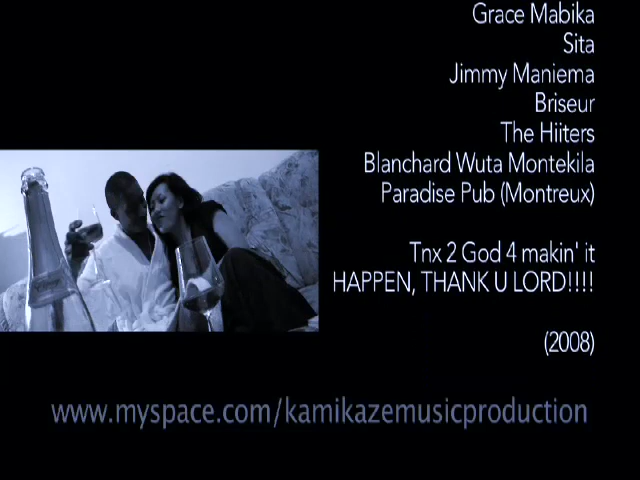 Grace Mabika
Sita
Jimmy Maniema
Briseur
The Hiiters
Blanchard Wuta Montekila
Paradise Pub (Montreux)
Tnx 2 God 4 makin' it
HAPPEN, THANK U LORD!!!!
(2008)
www.myspace.com/kamikazemusicproduction